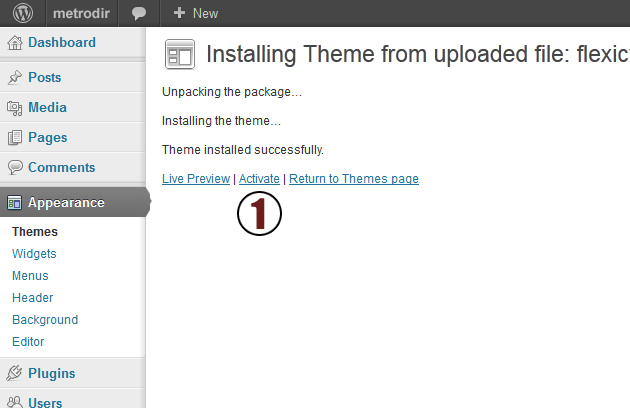 metrodir + New
Dashboard
Posts
Media
Pages
Comments
Appearance
Themes
Widgets
Menus
Header
Background
Editor
Plugins
Users
Installing Theme from uploaded file: flexic
Unpacking the package…
Installing the theme…
Theme installed successfully.
Live Preview | Activate | Return to Themes page
1